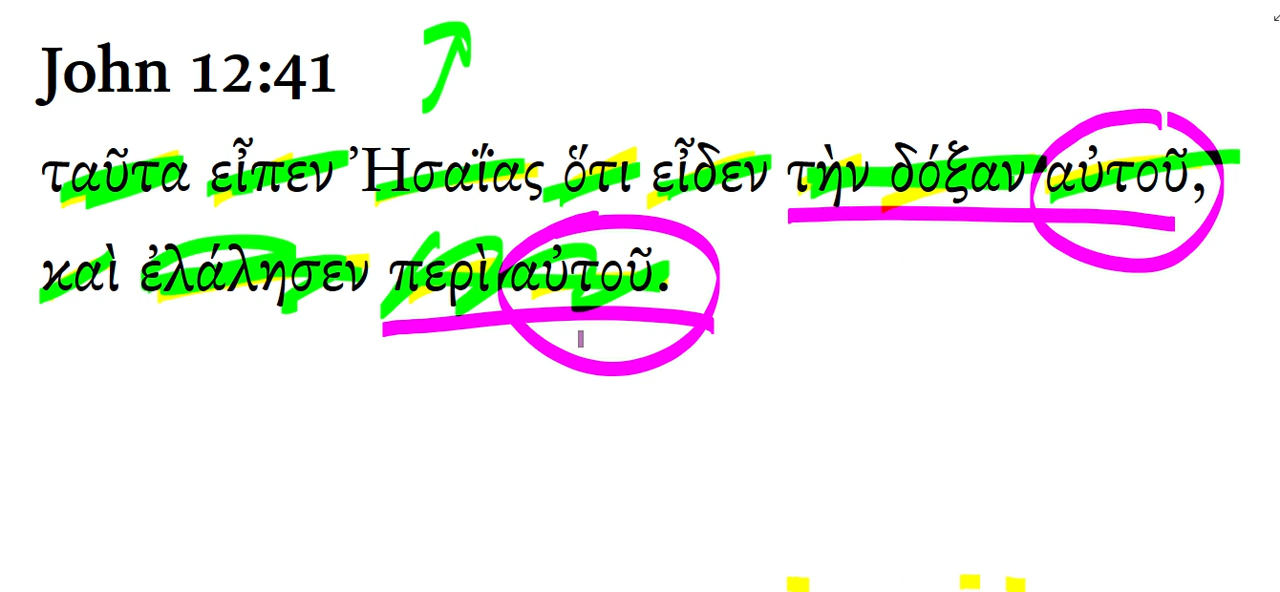 John 12:41
ταῦτα εἶπεν Ἠσαΐας ὅτι εἶδεν τὴν δόξαν αὐτοῦ,
καὶ ἐλάλησεν περὶ αὐτοῦ.